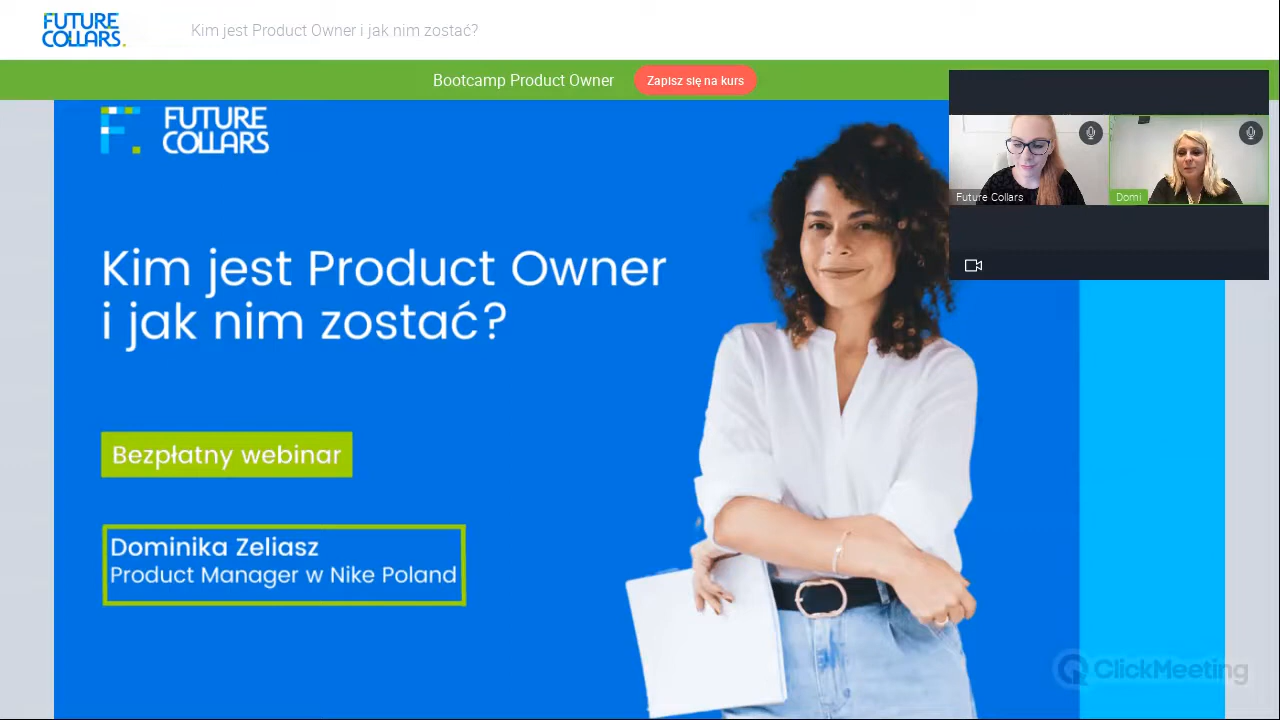 FUTURE
COLLARS.
Kim jest Product Owner i jak nim zostać?
Bootcamp Product Owner
Zapisz się na kurs
F.
FUTURE
COLLARS
Future Collars
Domi
Kim jest Product Owner
i jak nim zostać?
Bezpłatny webinar
Dominika Zeliasz
Product Manager w Nike Poland
ClickMeeting